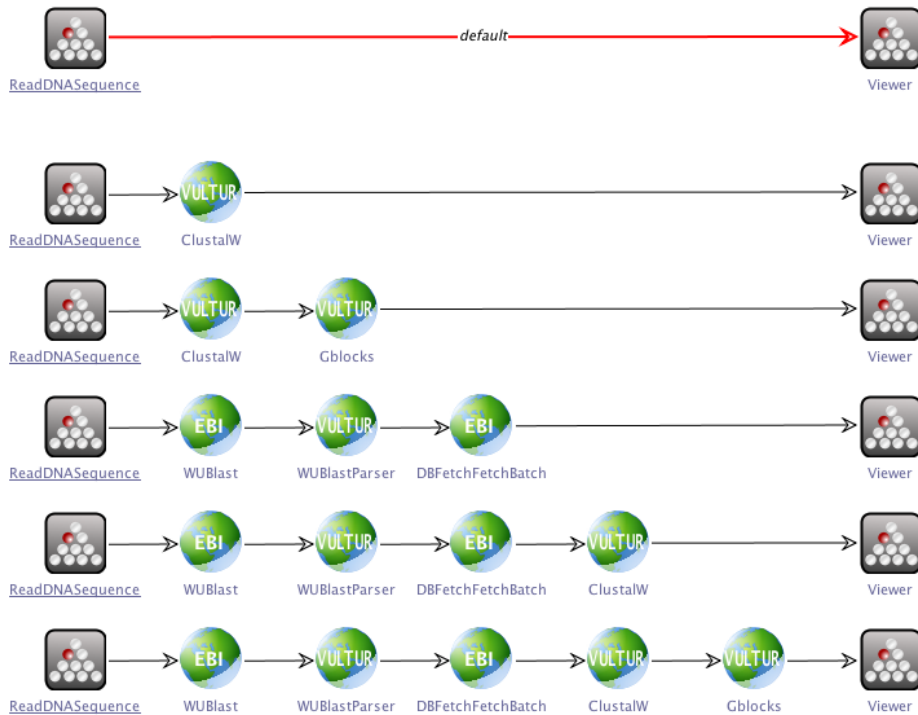 default
ReadDNASequence Viewer
VULTUR
ReadDNASequence ClustalW Viewer
VULTUR VULTUR
ReadDNASequence ClustalW Gblocks Viewer
EBI VULTUR EBI
ReadDNASequence WUBlast WUBlastParser DBFetchFetchBatch Viewer
EBI VULTUR EBI VULTUR
ReadDNASequence WUBlast WUBlastParser DBFetchFetchBatch ClustalW Viewer
EBI VULTUR EBI VULTUR VULTUR
ReadDNASequence WUBlast WUBlastParser DBFetchFetchBatch ClustalW Gblocks Viewer